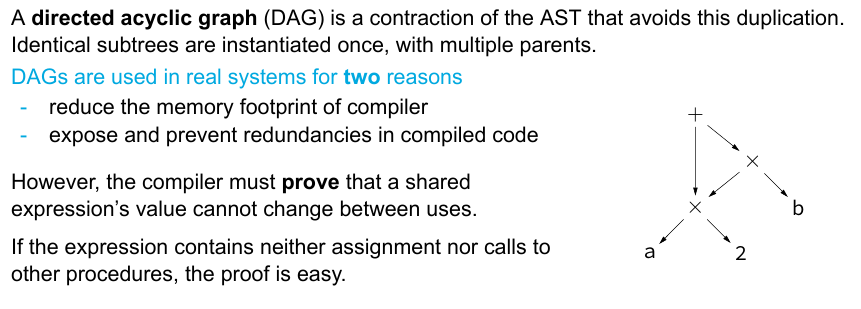 A directed acyclic graph (DAG) is a contraction of the AST that avoids this duplication.
Identical subtrees are instantiated once, with multiple parents.
DAGs are used in real systems for two reasons
- reduce the memory footprint of compiler
- expose and prevent redundancies in compiled code
However, the compiler must prove that a shared
expression's value cannot change between uses.
If the expression contains neither assignment nor calls to
other procedures, the proof is easy.
+
×
×
b
a
2